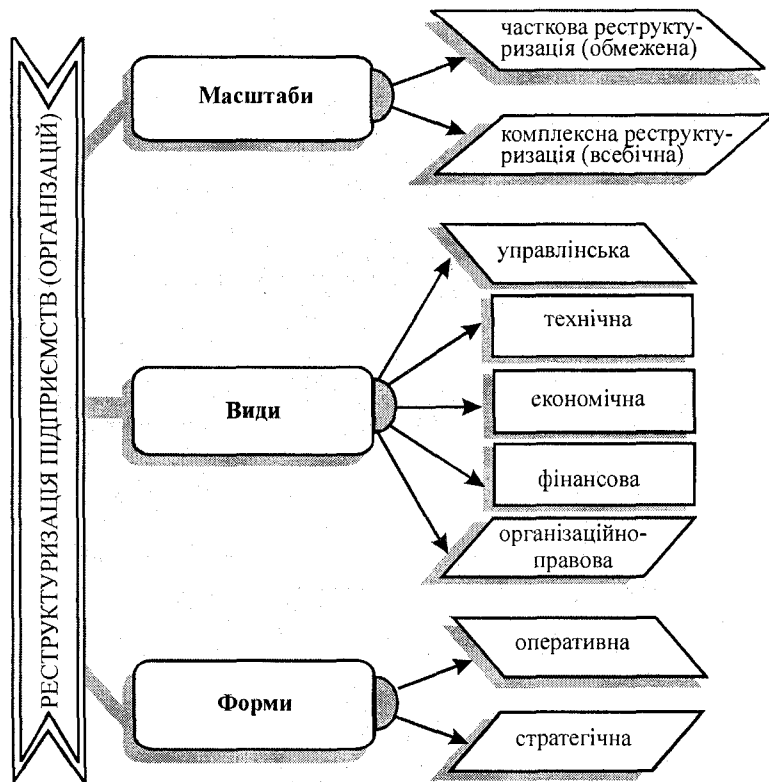 РЕСТРУКТУРИЗАЦІЯ ПІДПРИЄМСТВ (ОРГАНІЗАЦІЙ)
Масштаби
часткова реструкту-
ризація (обмежена)
комплексна реструкту-
ризація (всебічна)
Види
управлінська
технічна
економічна
фінансова
організаційно-
правова
Форми
оперативна
стратегічна